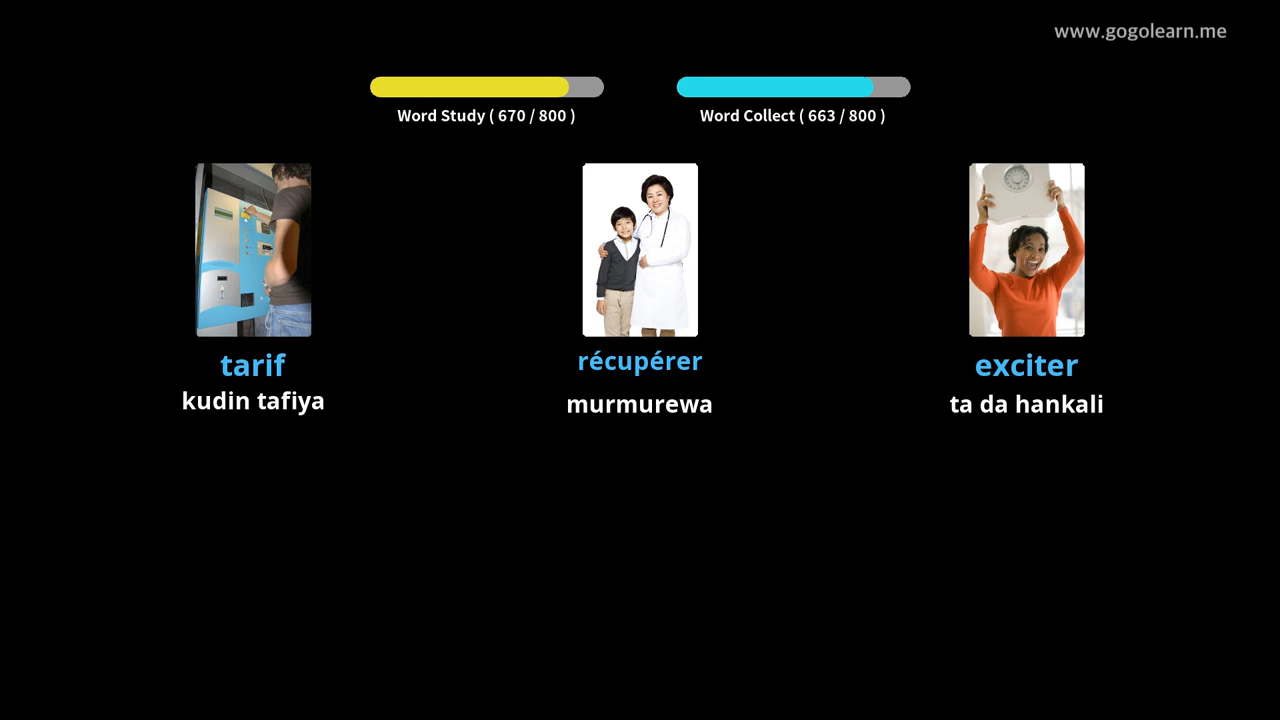 www.gogolearn.me
Word Study ( 670 / 800 )
Word Collect ( 663 / 800 )
tarif
kudin tafiya
récupérer
murmurewa
exciter
ta da hankali